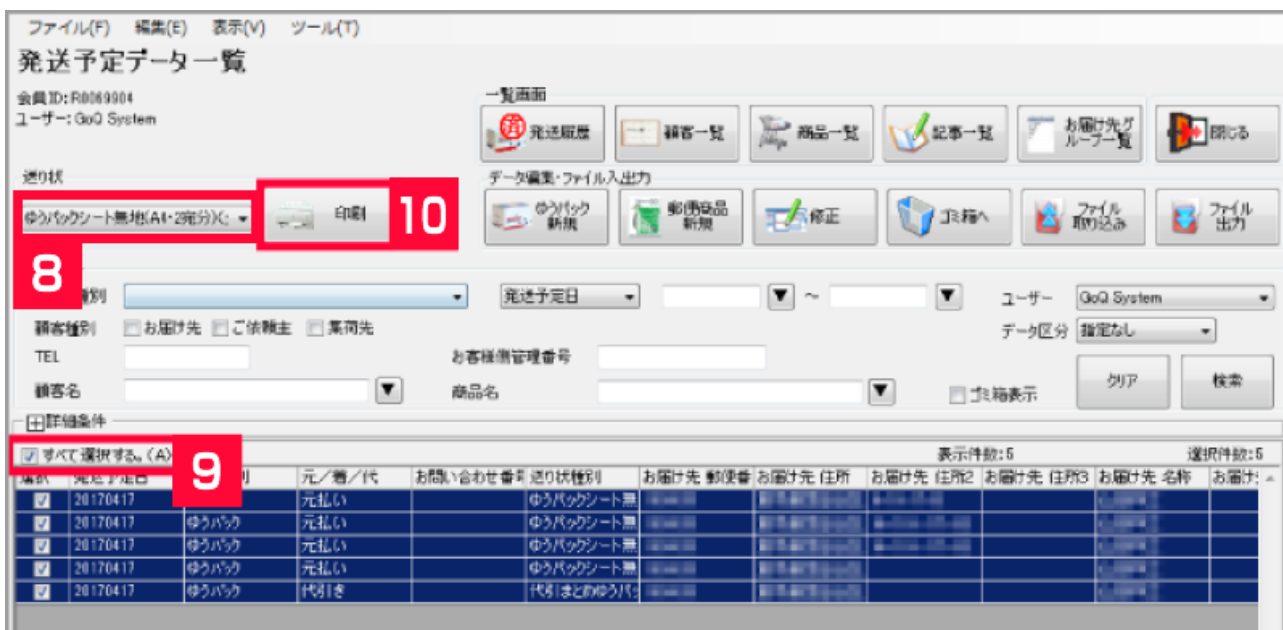 ファイル(F) 編集(E) 表示(V) ツール(T)
発送予定データ一覧
会員ID:R0069904
ユーザー:GoQ System
一覧画面
発送履歴 顧客一覧 商品一覧 記事一覧 お届け先グループ一覧 閉じる
送り状
データ編集・ファイル入出力
ゆうパックシート無地(A4・2宛分)(; 印刷 10 ゆうパック新規 郵便商品新規 修正 ゴミ箱へ ファイル取り込み ファイル出力
8
種別 発送予定日 ～ ユーザー GoQ System
顧客種別 お届け先 ご依頼主 集荷先 データ区分 指定なし
TEL お客様側管理番号
顧客名 商品名 ゴミ箱表示 クリア 検索
詳細条件
すべて選択する。(A) 9 表示件数:5 選択件数:5
選択 発送予定日 元/着/代 お問い合わせ番号 送り状種別 お届け先 郵便番 お届け先 住所 お届け先 住所2 お届け先 住所3 お届け先 名称 お届け
20170417 元払い ゆうパックシート無
20170417 ゆうパック 元払い ゆうパックシート無
20170417 ゆうパック 元払い ゆうパックシート無
20170417 ゆうパック 元払い ゆうパックシート無
20170417 ゆうパック 代引き 代引まとめゆうパッ